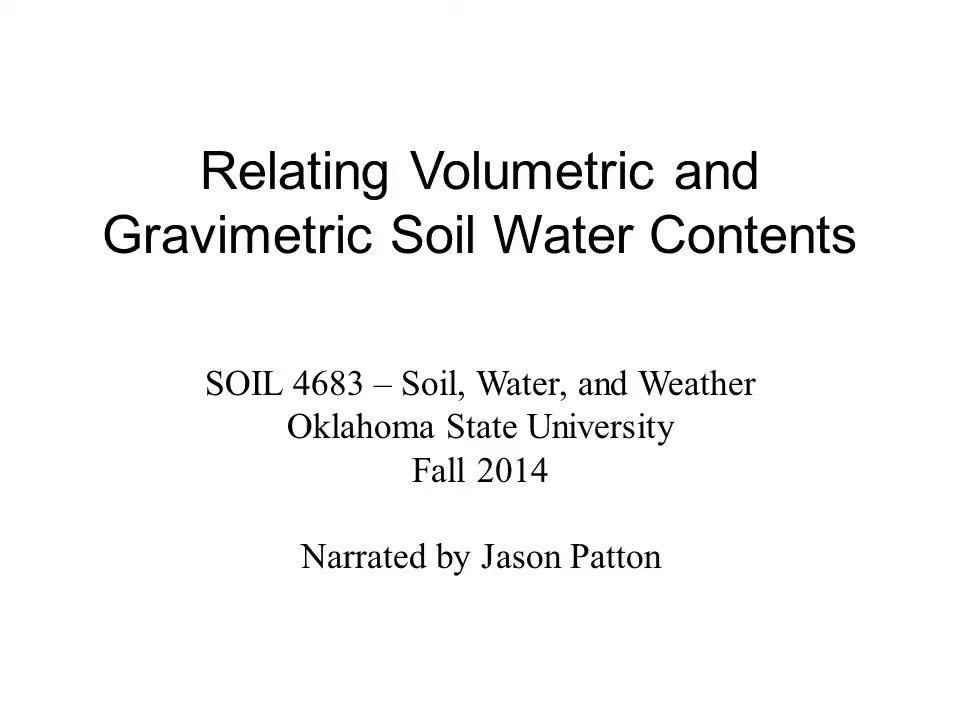 Relating Volumetric and
Gravimetric Soil Water Contents
SOIL 4683 – Soil, Water, and Weather
Oklahoma State University
Fall 2014
Narrated by Jason Patton